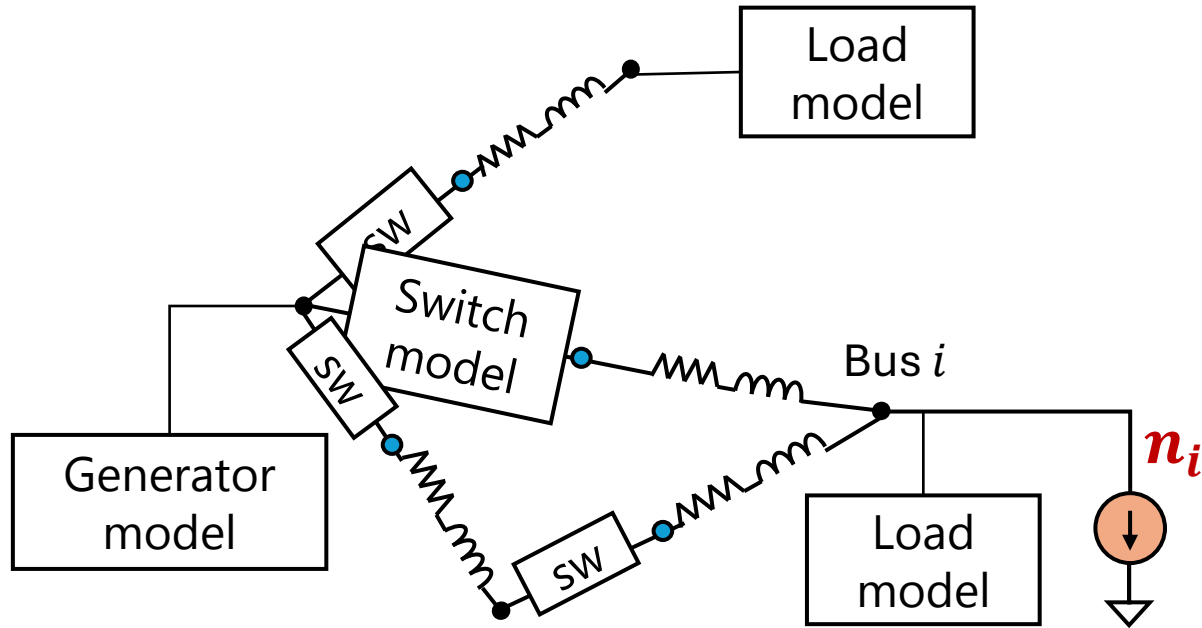 Load
model
sw
Switch
model
sw
Bus i
Generator
model
n_i
Load
model
sw